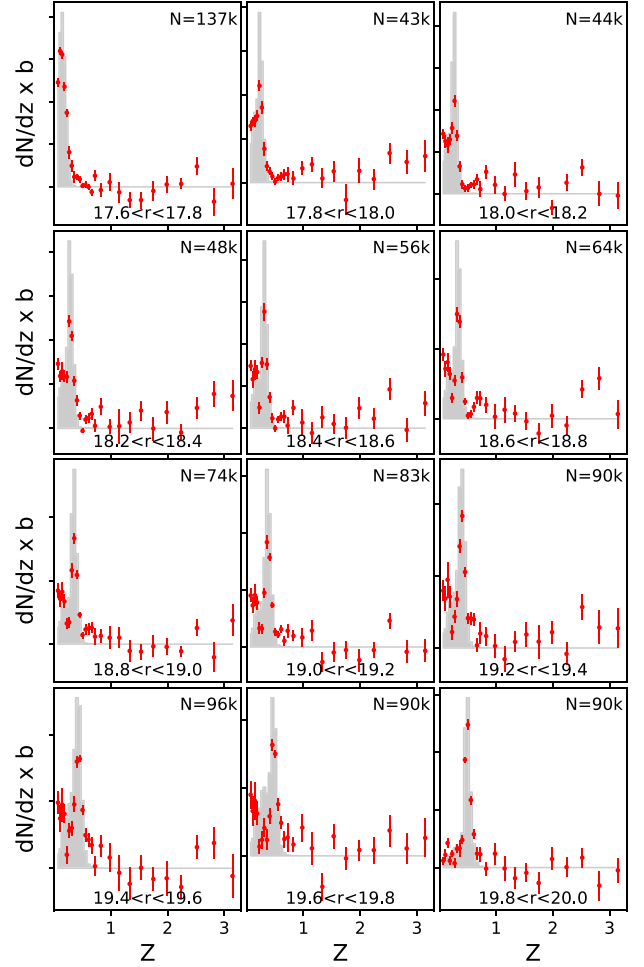 N=137k
N=43k
N=44k
dN/dz x b
17.6<r<17.8
17.8<r<18.0
18.0<r<18.2
N=48k
N=56k
N=64k
dN/dz x b
18.2<r<18.4
18.4<r<18.6
18.6<r<18.8
N=74k
N=83k
N=90k
dN/dz x b
18.8<r<19.0
19.0<r<19.2
19.2<r<19.4
N=96k
N=90k
N=90k
dN/dz x b
19.4<r<19.6
19.6<r<19.8
19.8<r<20.0
1 2 3
1 2 3
1 2 3
Z
Z
Z